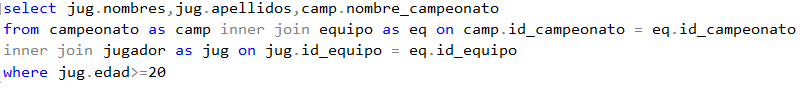 select jug.nombres,jug.apellidos,camp.nombre_campeonato
from campeonato as camp inner join equipo as eq on camp.id_campeonato = eq.id_campeonato
inner join jugador as jug on jug.id_equipo = eq.id_equipo
where jug.edad>=20